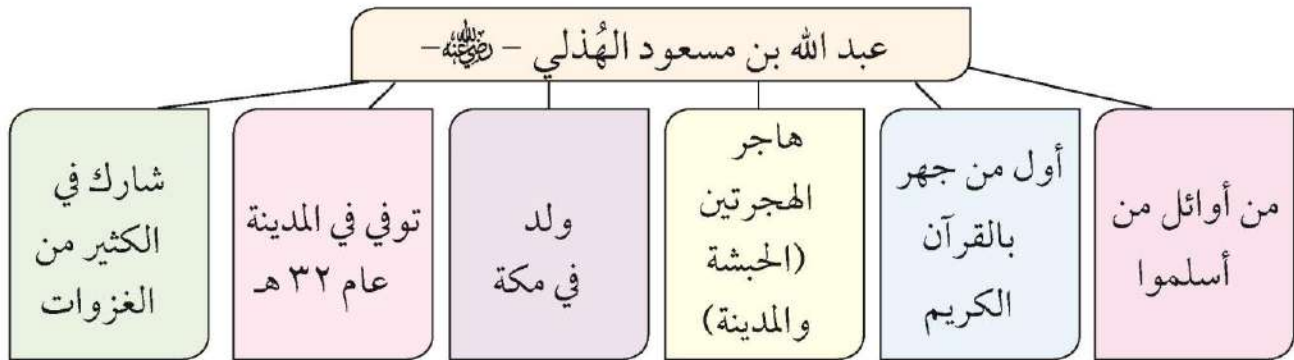 عبد الله بن مسعود الهُذلي - رضي الله عنه -
من أوائل من
أسلموا
أول من جهر
بالقرآن
الكريم
هاجر
الهجرتين
(الحبشة
والمدينة)
ولد
في مكة
توفي في المدينة
عام ٣٢ هـ
شارك في
الكثير من
الغزوات